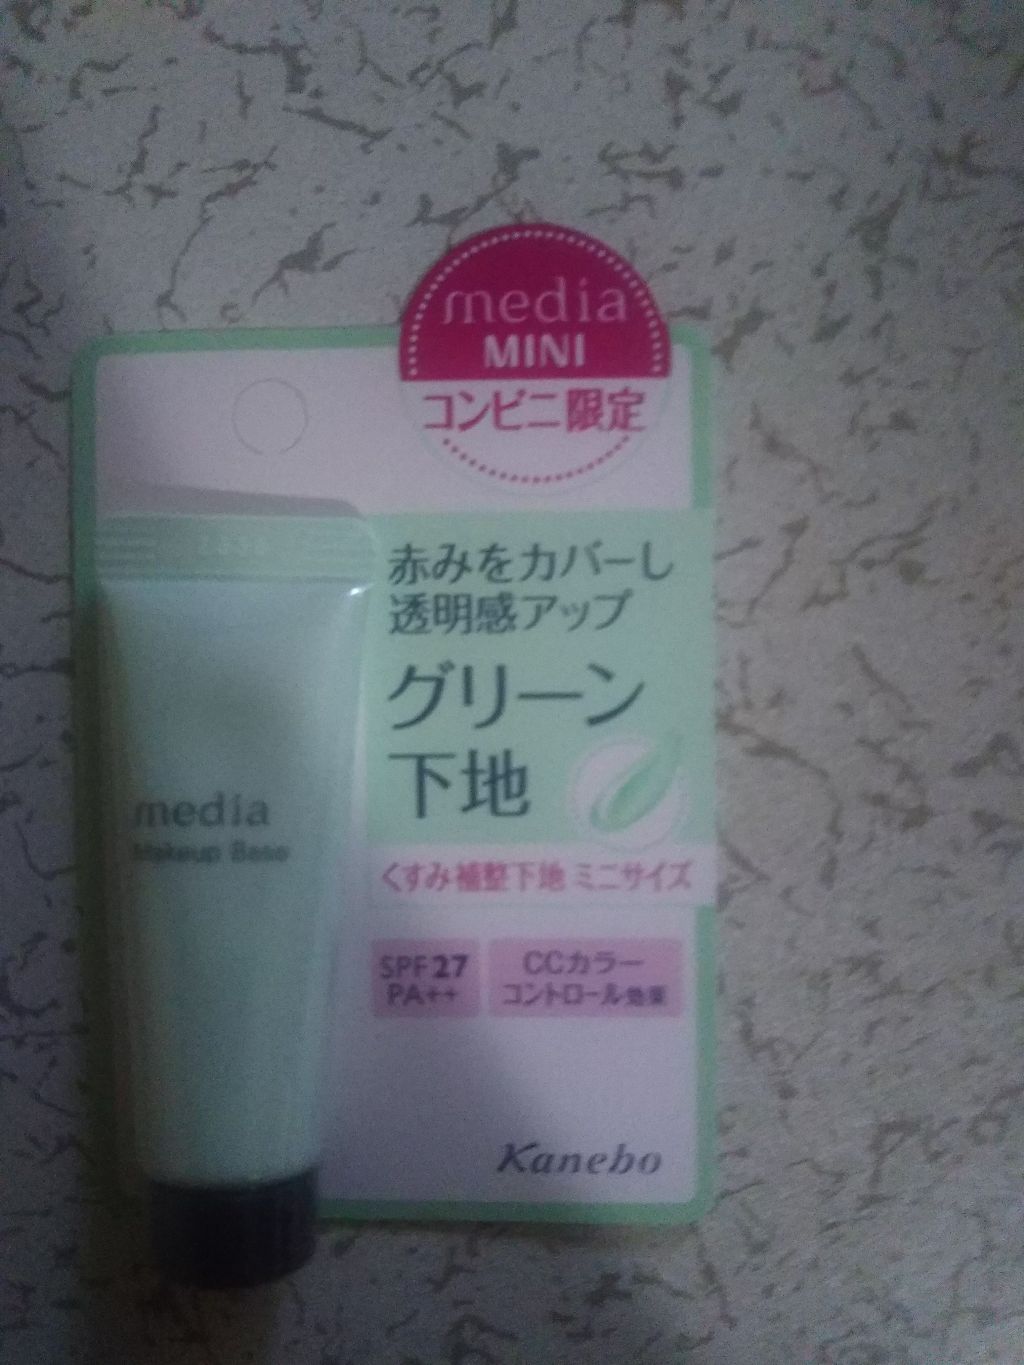 media
MINI
コンビニ限定
赤みをカバーし
透明感アップ
グリーン
下地
media
Makeup Base
くすみ補整下地 ミニサイズ
SPF27
PA++
CCカラー
コントロール効果
Kanebo